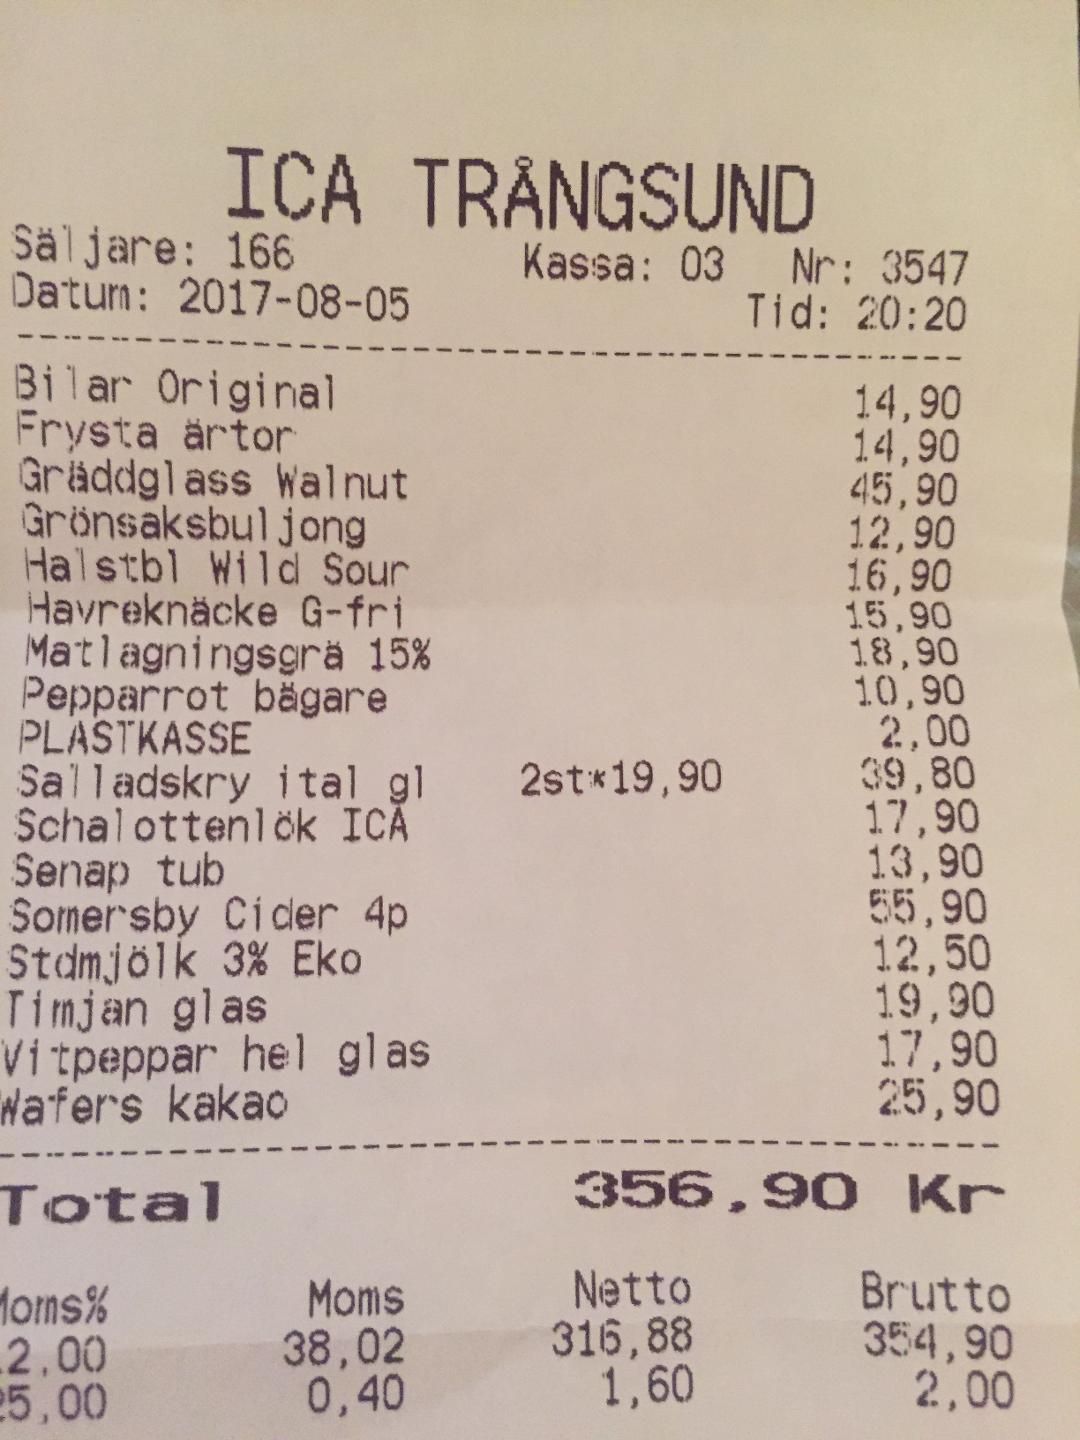 ICA TRÅNGSUND
Säljare: 166 Kassa: 03 Nr: 3547
Datum: 2017-08-05 Tid: 20:20
Bilar Original 14,90
Frysta ärtor 14,90
Gräddglass Walnut 45,90
Grönsaksbuljong 12,90
Halstbl Wild Sour 16,90
Havreknäcke G-fri 15,90
Matlagningsgrä 15% 18,90
Pepparrot bägare 10,90
PLASTKASSE 2,00
Salladskry ital gl 2st*19,90 39,80
Schalottenlök ICA 17,90
Senap tub 13,90
Somersby Cider 4p 55,90
Stdmjölk 3% Eko 12,50
Timjan glas 19,90
Vitpeppar hel glas 17,90
Wafers kakao 25,90
Total 356,90 Kr
Moms% Moms Netto Brutto
12,00 38,02 316,88 354,90
25,00 0,40 1,60 2,00